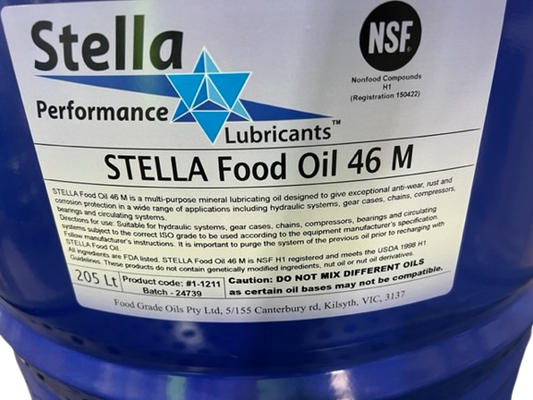 Stella
NSF
Nonfood Compounds
H1
(Registration 150422)
Performance
Lubricants™
STELLA Food Oil 46 M
STELLA Food Oil 46 M is a multi-purpose mineral lubricating oil designed to give exceptional anti-wear, rust and
corrosion protection in a wide range of applications including hydraulic systems, gear cases, chains, compressors,
bearings and circulating systems.
Directions for use: Suitable for hydraulic systems, gear cases, chains, compressors, bearings and circulating
systems subject to the correct ISO grade to be used according to the equipment manufacturer's specification.
Follow manufacturer's instructions. It is important to purge the system of the previous oil prior to recharging with
STELLA Food Oil.
All ingredients are FDA listed. STELLA Food Oil 46 M is NSF H1 registered and meets the USDA 1998 H1
Guidelines. These products do not contain genetically modified ingredients, nut oil or nut oil derivatives.
205 Lt
Product code: #1-1211
Batch - 24739
Caution: DO NOT MIX DIFFERENT OILS
as certain oil bases may not be compatible.
Food Grade Oils Pty Ltd, 5/155 Canterbury rd, Kilsyth, VIC, 3137